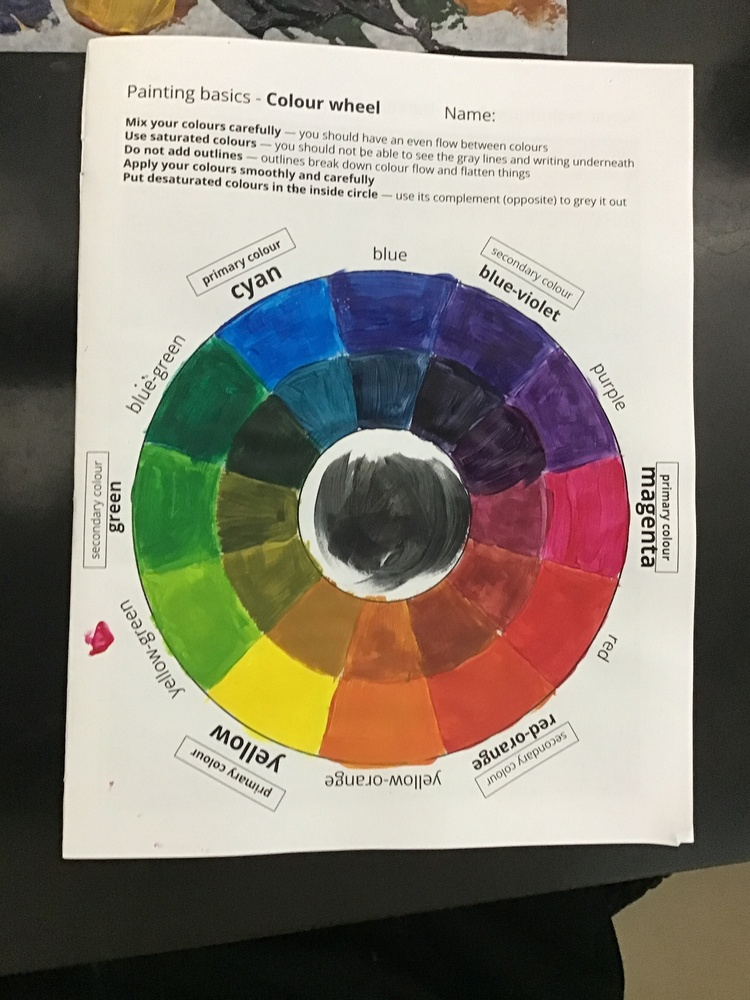 Painting basics - Colour wheel
Name:
Mix your colours carefully — you should have an even flow between colours
Use saturated colours — you should not be able to see the gray lines and writing underneath
Do not add outlines — outlines break down colour flow and flatten things
Apply your colours smoothly and carefully
Put desaturated colours in the inside circle — use its complement (opposite) to grey it out
blue
secondary colour
blue-violet
purple
primary colour
magenta
red
red-orange
secondary colour
yellow-orange
yellow
primary colour
yellow-green
secondary colour
green
blue-green
primary colour
cyan